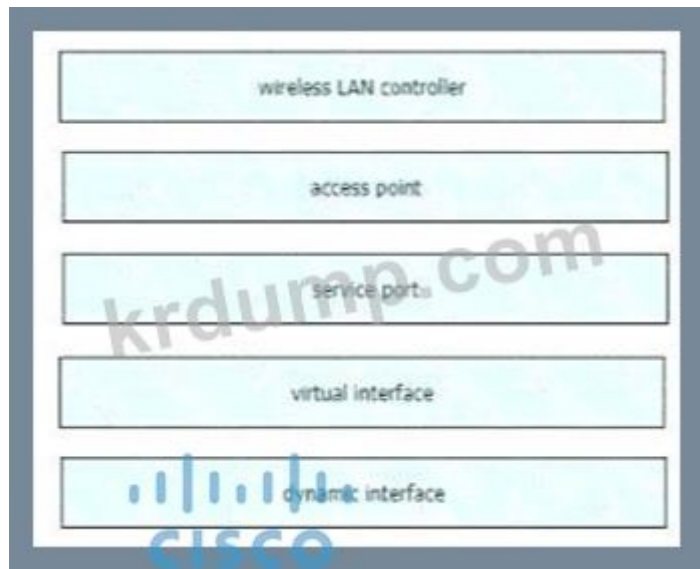 wireless LAN controller
access point
service port
virtual interface
dynamic interface
krdump.com
CISCO